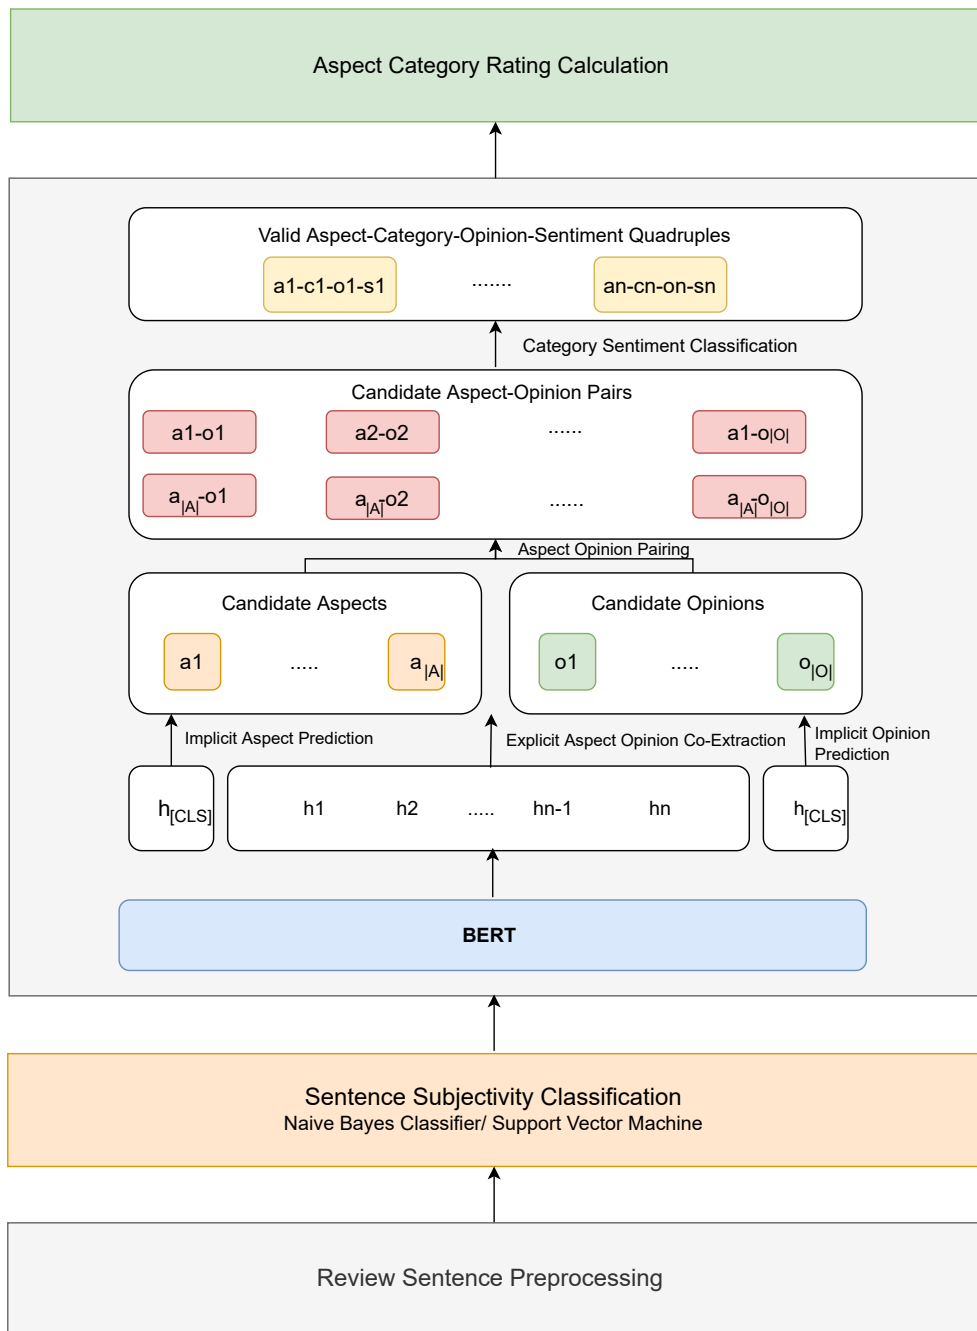 Aspect Category Rating Calculation
Valid Aspect-Category-Opinion-Sentiment Quadruples
a1-c1-o1-s1 ....... an-cn-on-sn
Category Sentiment Classification
Candidate Aspect-Opinion Pairs
a1-o1 a2-o2 ...... a1-o|O|
a|A|-o1 a|A|-o2 ...... a|A|-o|O|
Aspect Opinion Pairing
Candidate Aspects
a1 ..... a|A|
Candidate Opinions
o1 ..... o|O|
Implicit Aspect Prediction
Explicit Aspect Opinion Co-Extraction
Implicit Opinion
Prediction
h[CLS]
h1 h2 ..... hn-1 hn
h[CLS]
BERT
Sentence Subjectivity Classification
Naive Bayes Classifier/ Support Vector Machine
Review Sentence Preprocessing